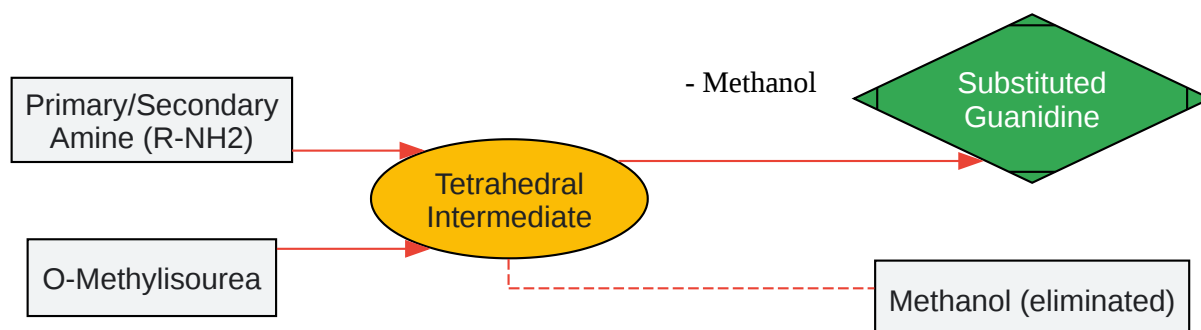 Primary/Secondary
Amine (R-NH2)
O-Methylisourea
Tetrahedral
Intermediate
- Methanol
Substituted
Guanidine
Methanol (eliminated)